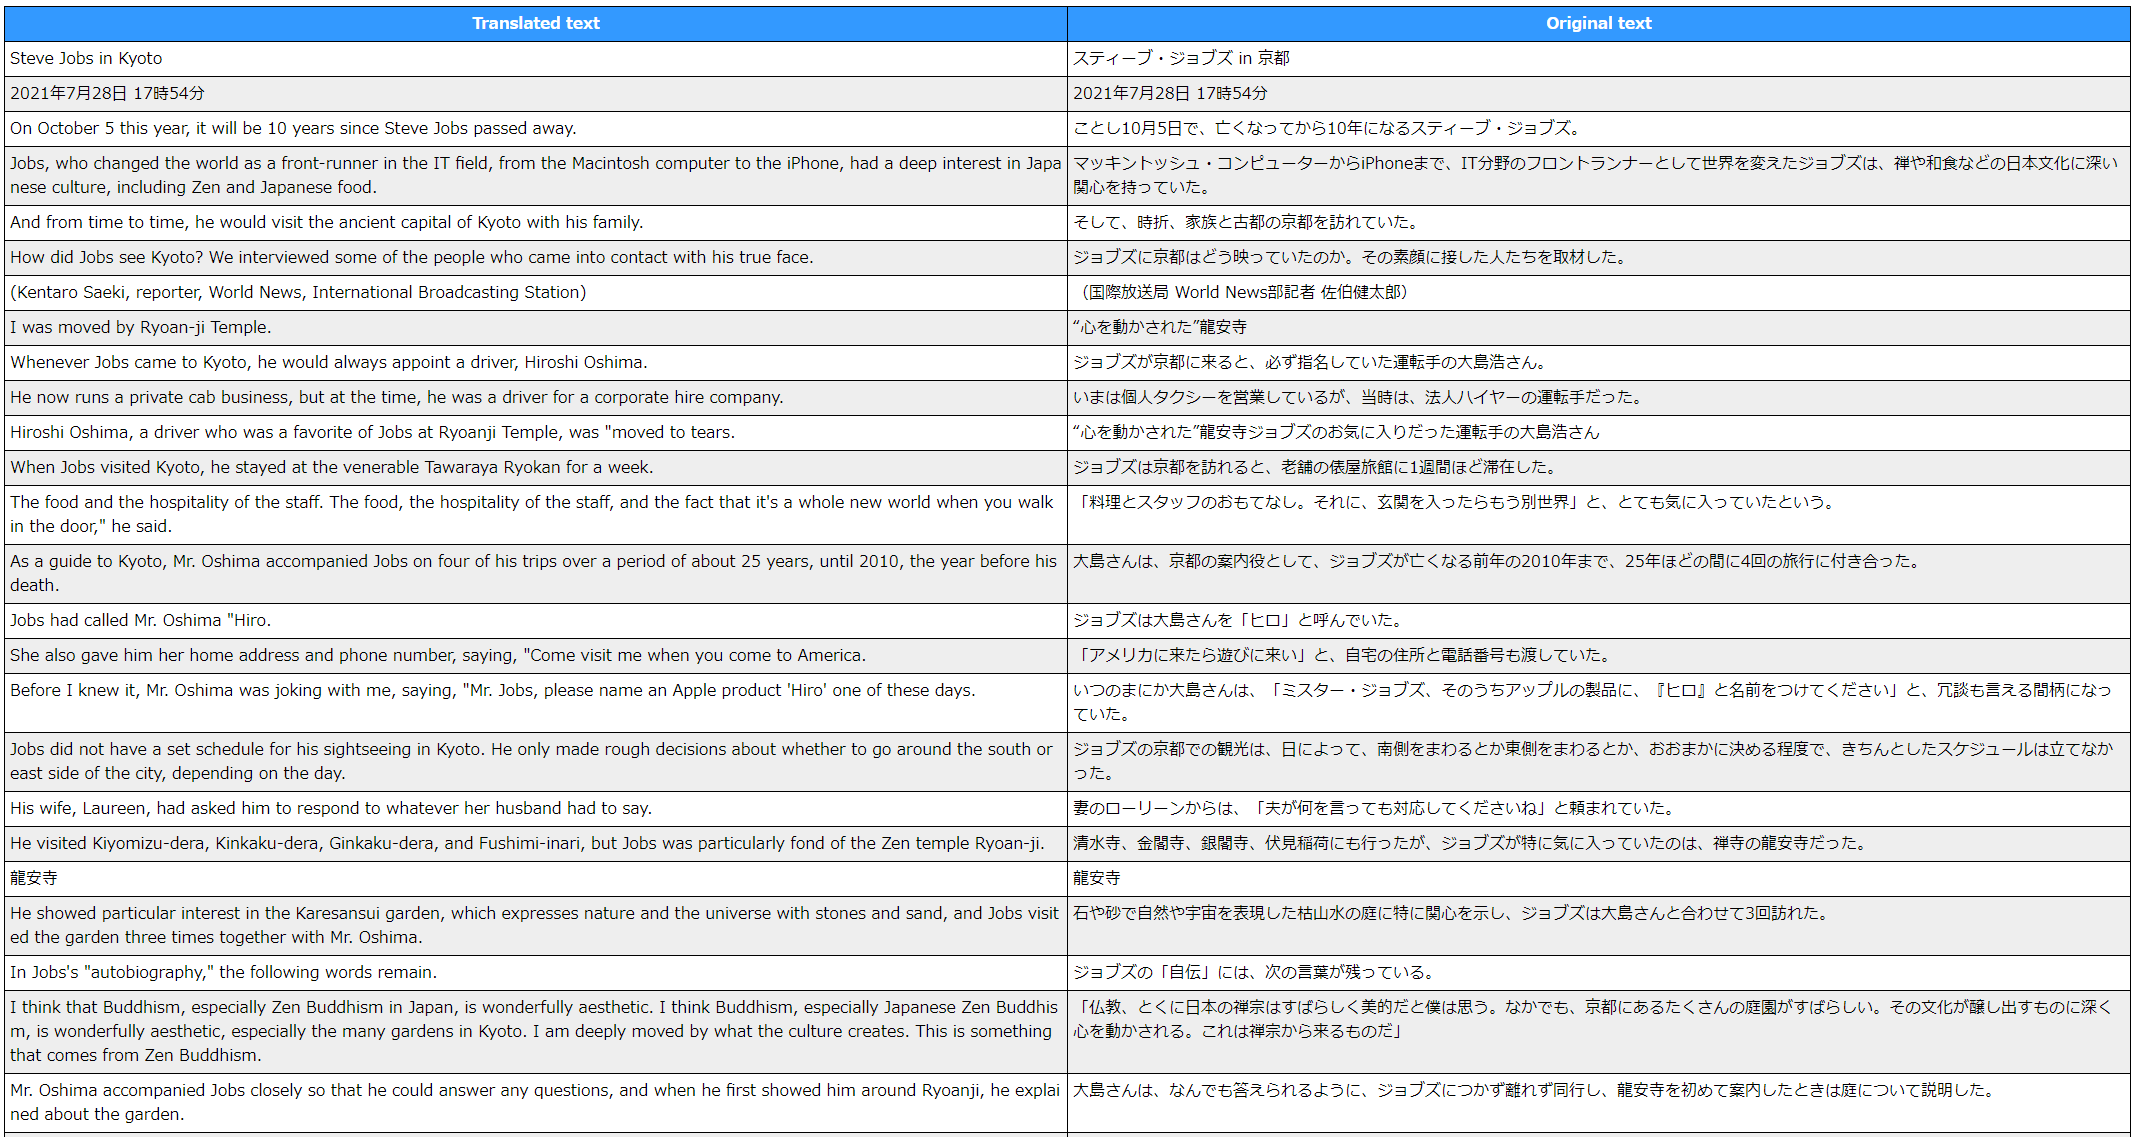 Translated text
Original text
Steve Jobs in Kyoto
スティーブ・ジョブズ in 京都
2021年7月28日 17時54分
2021年7月28日 17時54分
On October 5 this year, it will be 10 years since Steve Jobs passed away.
ことし10月5日で、亡くなってから10年になるスティーブ・ジョブズ。
Jobs, who changed the world as a front-runner in the IT field, from the Macintosh computer to the iPhone, had a deep interest in Japa
nese culture, including Zen and Japanese food.
マッキントッシュ・コンピューターからiPhoneまで、IT分野のフロントランナーとして世界を変えたジョブズは、禅や和食などの日本文化に深い
関心を持っていた。
And from time to time, he would visit the ancient capital of Kyoto with his family.
そして、時折、家族と古都の京都を訪れていた。
How did Jobs see Kyoto? We interviewed some of the people who came into contact with his true face.
ジョブズに京都はどう映っていたのか。その素顔に接した人たちを取材した。
(Kentaro Saeki, reporter, World News, International Broadcasting Station)
（国際放送局 World News部記者 佐伯健太郎）
I was moved by Ryoan-ji Temple.
“心を動かされた”龍安寺
Whenever Jobs came to Kyoto, he would always appoint a driver, Hiroshi Oshima.
ジョブズが京都に来ると、必ず指名していた運転手の大島浩さん。
He now runs a private cab business, but at the time, he was a driver for a corporate hire company.
いまは個人タクシーを営業しているが、当時は、法人ハイヤーの運転手だった。
Hiroshi Oshima, a driver who was a favorite of Jobs at Ryoanji Temple, was "moved to tears.
“心を動かされた”龍安寺ジョブズのお気に入りだった運転手の大島浩さん
When Jobs visited Kyoto, he stayed at the venerable Tawaraya Ryokan for a week.
ジョブズは京都を訪れると、老舗の俵屋旅館に1週間ほど滞在した。
The food and the hospitality of the staff. The food, the hospitality of the staff, and the fact that it's a whole new world when you walk
in the door," he said.
「料理とスタッフのおもてなし。それに、玄関を入ったらもう別世界」と、とても気に入っていたという。
As a guide to Kyoto, Mr. Oshima accompanied Jobs on four of his trips over a period of about 25 years, until 2010, the year before his
death.
大島さんは、京都の案内役として、ジョブズが亡くなる前年の2010年まで、25年ほどの間に4回の旅行に付き合った。
Jobs had called Mr. Oshima "Hiro.
ジョブズは大島さんを「ヒロ」と呼んでいた。
She also gave him her home address and phone number, saying, "Come visit me when you come to America.
「アメリカに来たら遊びに来い」と、自宅の住所と電話番号も渡していた。
Before I knew it, Mr. Oshima was joking with me, saying, "Mr. Jobs, please name an Apple product 'Hiro' one of these days.
いつのまにか大島さんは、「ミスター・ジョブズ、そのうちアップルの製品に、『ヒロ』と名前をつけてください」と、冗談も言える間柄になっ
ていた。
Jobs did not have a set schedule for his sightseeing in Kyoto. He only made rough decisions about whether to go around the south or
east side of the city, depending on the day.
ジョブズの京都での観光は、日によって、南側をまわるとか東側をまわるとか、おおまかに決める程度で、きちんとしたスケジュールは立てなか
った。
His wife, Laureen, had asked him to respond to whatever her husband had to say.
妻のローリーンからは、「夫が何を言っても対応してくださいね」と頼まれていた。
He visited Kiyomizu-dera, Kinkaku-dera, Ginkaku-dera, and Fushimi-inari, but Jobs was particularly fond of the Zen temple Ryoan-ji.
清水寺、金閣寺、銀閣寺、伏見稲荷にも行ったが、ジョブズが特に気に入っていたのは、禅寺の龍安寺だった。
龍安寺
龍安寺
He showed particular interest in the Karesansui garden, which expresses nature and the universe with stones and sand, and Jobs visit
ed the garden three times together with Mr. Oshima.
石や砂で自然や宇宙を表現した枯山水の庭に特に関心を示し、ジョブズは大島さんと合わせて3回訪れた。
In Jobs's "autobiography," the following words remain.
ジョブズの「自伝」には、次の言葉が残っている。
I think that Buddhism, especially Zen Buddhism in Japan, is wonderfully aesthetic. I think Buddhism, especially Japanese Zen Buddhis
m, is wonderfully aesthetic, especially the many gardens in Kyoto. I am deeply moved by what the culture creates. This is something
that comes from Zen Buddhism.
「仏教、とくに日本の禅宗はすばらしく美的だと僕は思う。なかでも、京都にあるたくさんの庭園がすばらしい。その文化が醸し出すものに深く
心を動かされる。これは禅宗から来るものだ」
Mr. Oshima accompanied Jobs closely so that he could answer any questions, and when he first showed him around Ryoanji, he explai
ned about the garden.
大島さんは、なんでも答えられるように、ジョブズにつかず離れず同行し、龍安寺を初めて案内したときは庭について説明した。